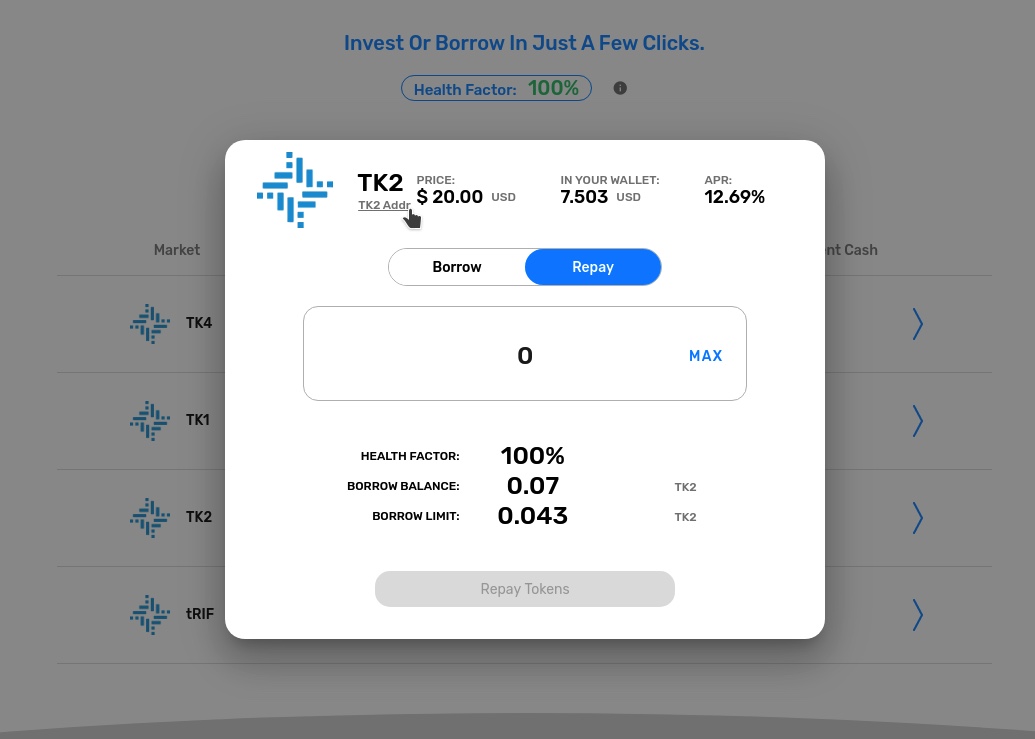 Invest Or Borrow In Just A Few Clicks.
Health Factor: 100%
TK2
TK2 Addr
PRICE:
$ 20.00 USD
IN YOUR WALLET:
7.503 USD
APR:
12.69%
Borrow Repay
0 MAX
HEALTH FACTOR: 100%
BORROW BALANCE: 0.07 TK2
BORROW LIMIT: 0.043 TK2
Repay Tokens
Market
Cash
TK4
TK1
TK2
tRIF